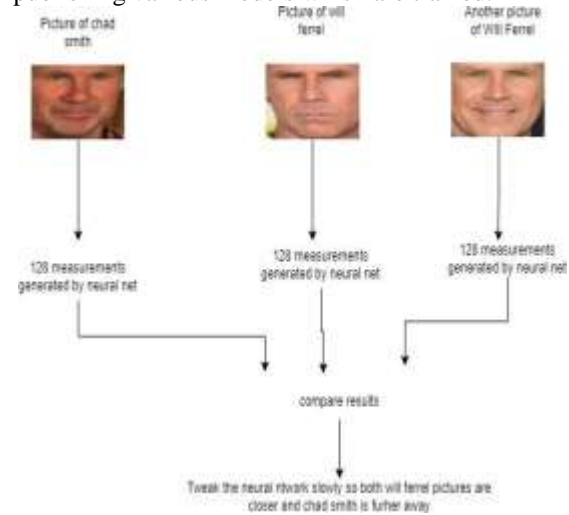 Picture of chad
smith
Picture of will
ferrel
Another picture
of Will Ferrel
128 measurements
generated by neural net
128 measurements
generated by neural net
128 measurements
generated by neural net
compare results
Tweak the neural ntwork slowly so both will ferrel pictures are
closer and chad smith is furher away